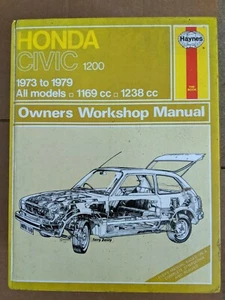 HONDA
Haynes
CIVIC 1200
1973 to 1979
All models □ 1169 cc □ 1238 cc
Owners Workshop Manual